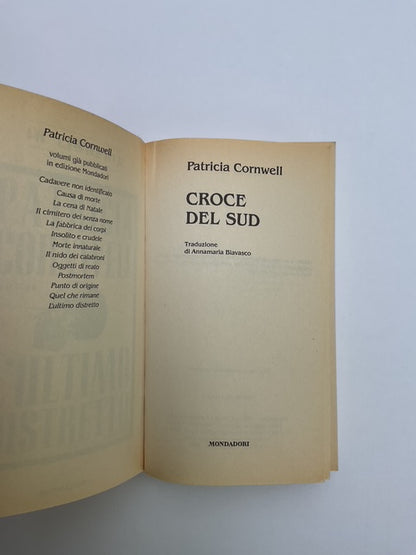 Patricia Cornwell
volumi già pubblicati
in edizione Mondadori
Cadavere non identificato
Causa di morte
La cena di Natale
Il cimitero dei senza nome
La fabbrica dei corpi
Insolito e crudele
Morte innaturale
Il nido dei calabroni
Oggetti di reato
Postmortem
Punto di origine
Quel che rimane
L'ultimo distretto
Patricia Cornwell
CROCE
DEL SUD
Traduzione
di Annamaria Biavasco
MONDADORI